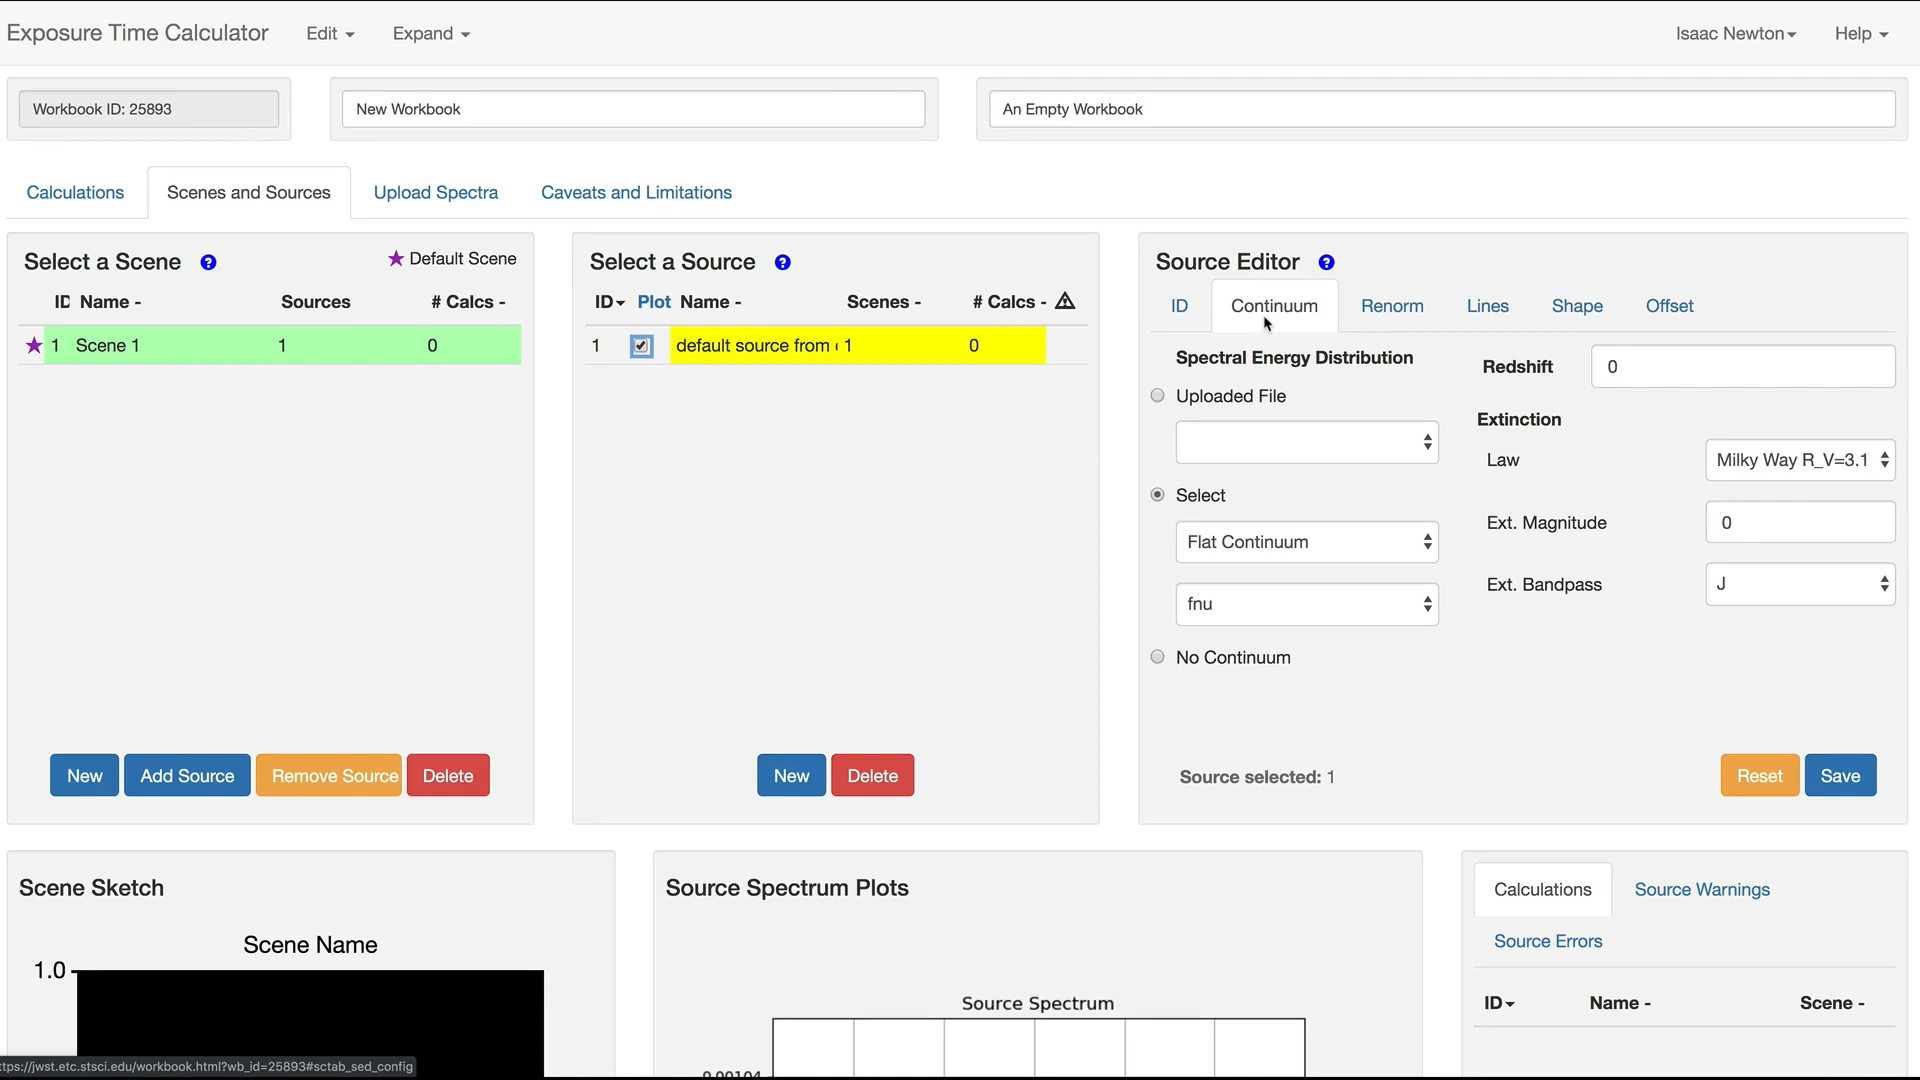 Exposure Time Calculator Edit Expand Isaac Newton Help
Workbook ID: 25893 New Workbook An Empty Workbook
Calculations Scenes and Sources Upload Spectra Caveats and Limitations
Select a Scene ? Default Scene
ID Name - Sources # Calcs -
1 Scene 1 1 0
New Add Source Remove Source Delete
Select a Source ?
ID Plot Name - Scenes - # Calcs -
1 default source from 1 0
New Delete
Source Editor ?
ID Continuum Renorm Lines Shape Offset
Spectral Energy Distribution
Uploaded File
Select
Flat Continuum
fnu
No Continuum
Redshift 0
Extinction
Law Milky Way R_V=3.1
Ext. Magnitude 0
Ext. Bandpass J
Source selected: 1 Reset Save
Scene Sketch
Scene Name
1.0
Source Spectrum Plots
Source Spectrum
0.00104
Calculations Source Warnings
Source Errors
ID Name - Scene -
ttps://jwst.etc.stsci.edu/workbook.html?wb_id=25893#sctab_sed_config